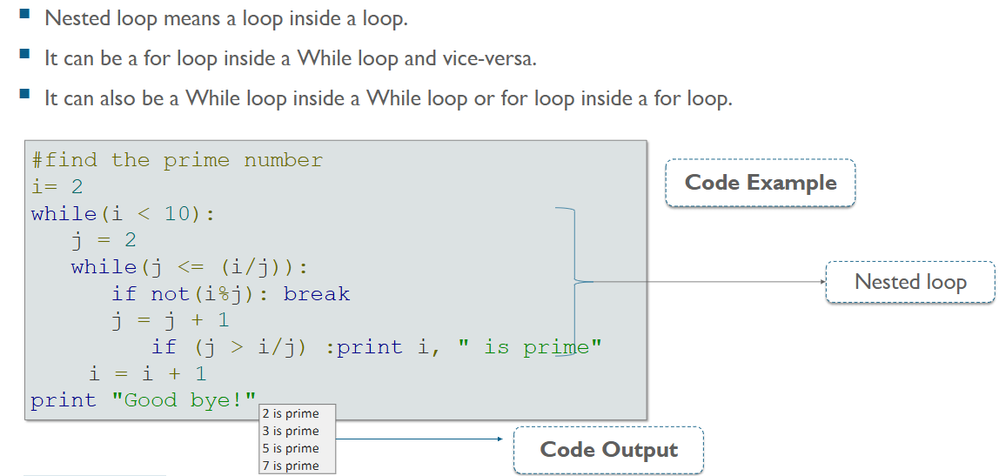 Nested loop means a loop inside a loop.
It can be a for loop inside a While loop and vice-versa.
It can also be a While loop inside a While loop or for loop inside a for loop.
#find the prime number
i= 2
while(i < 10):
   j = 2
   while(j <= (i/j)):
      if not(i%j): break
      j = j + 1
         if (j > i/j) :print i, " is prime"
    i = i + 1
print "Good bye!"
Code Example
Nested loop
2 is prime
3 is prime
5 is prime
7 is prime
Code Output